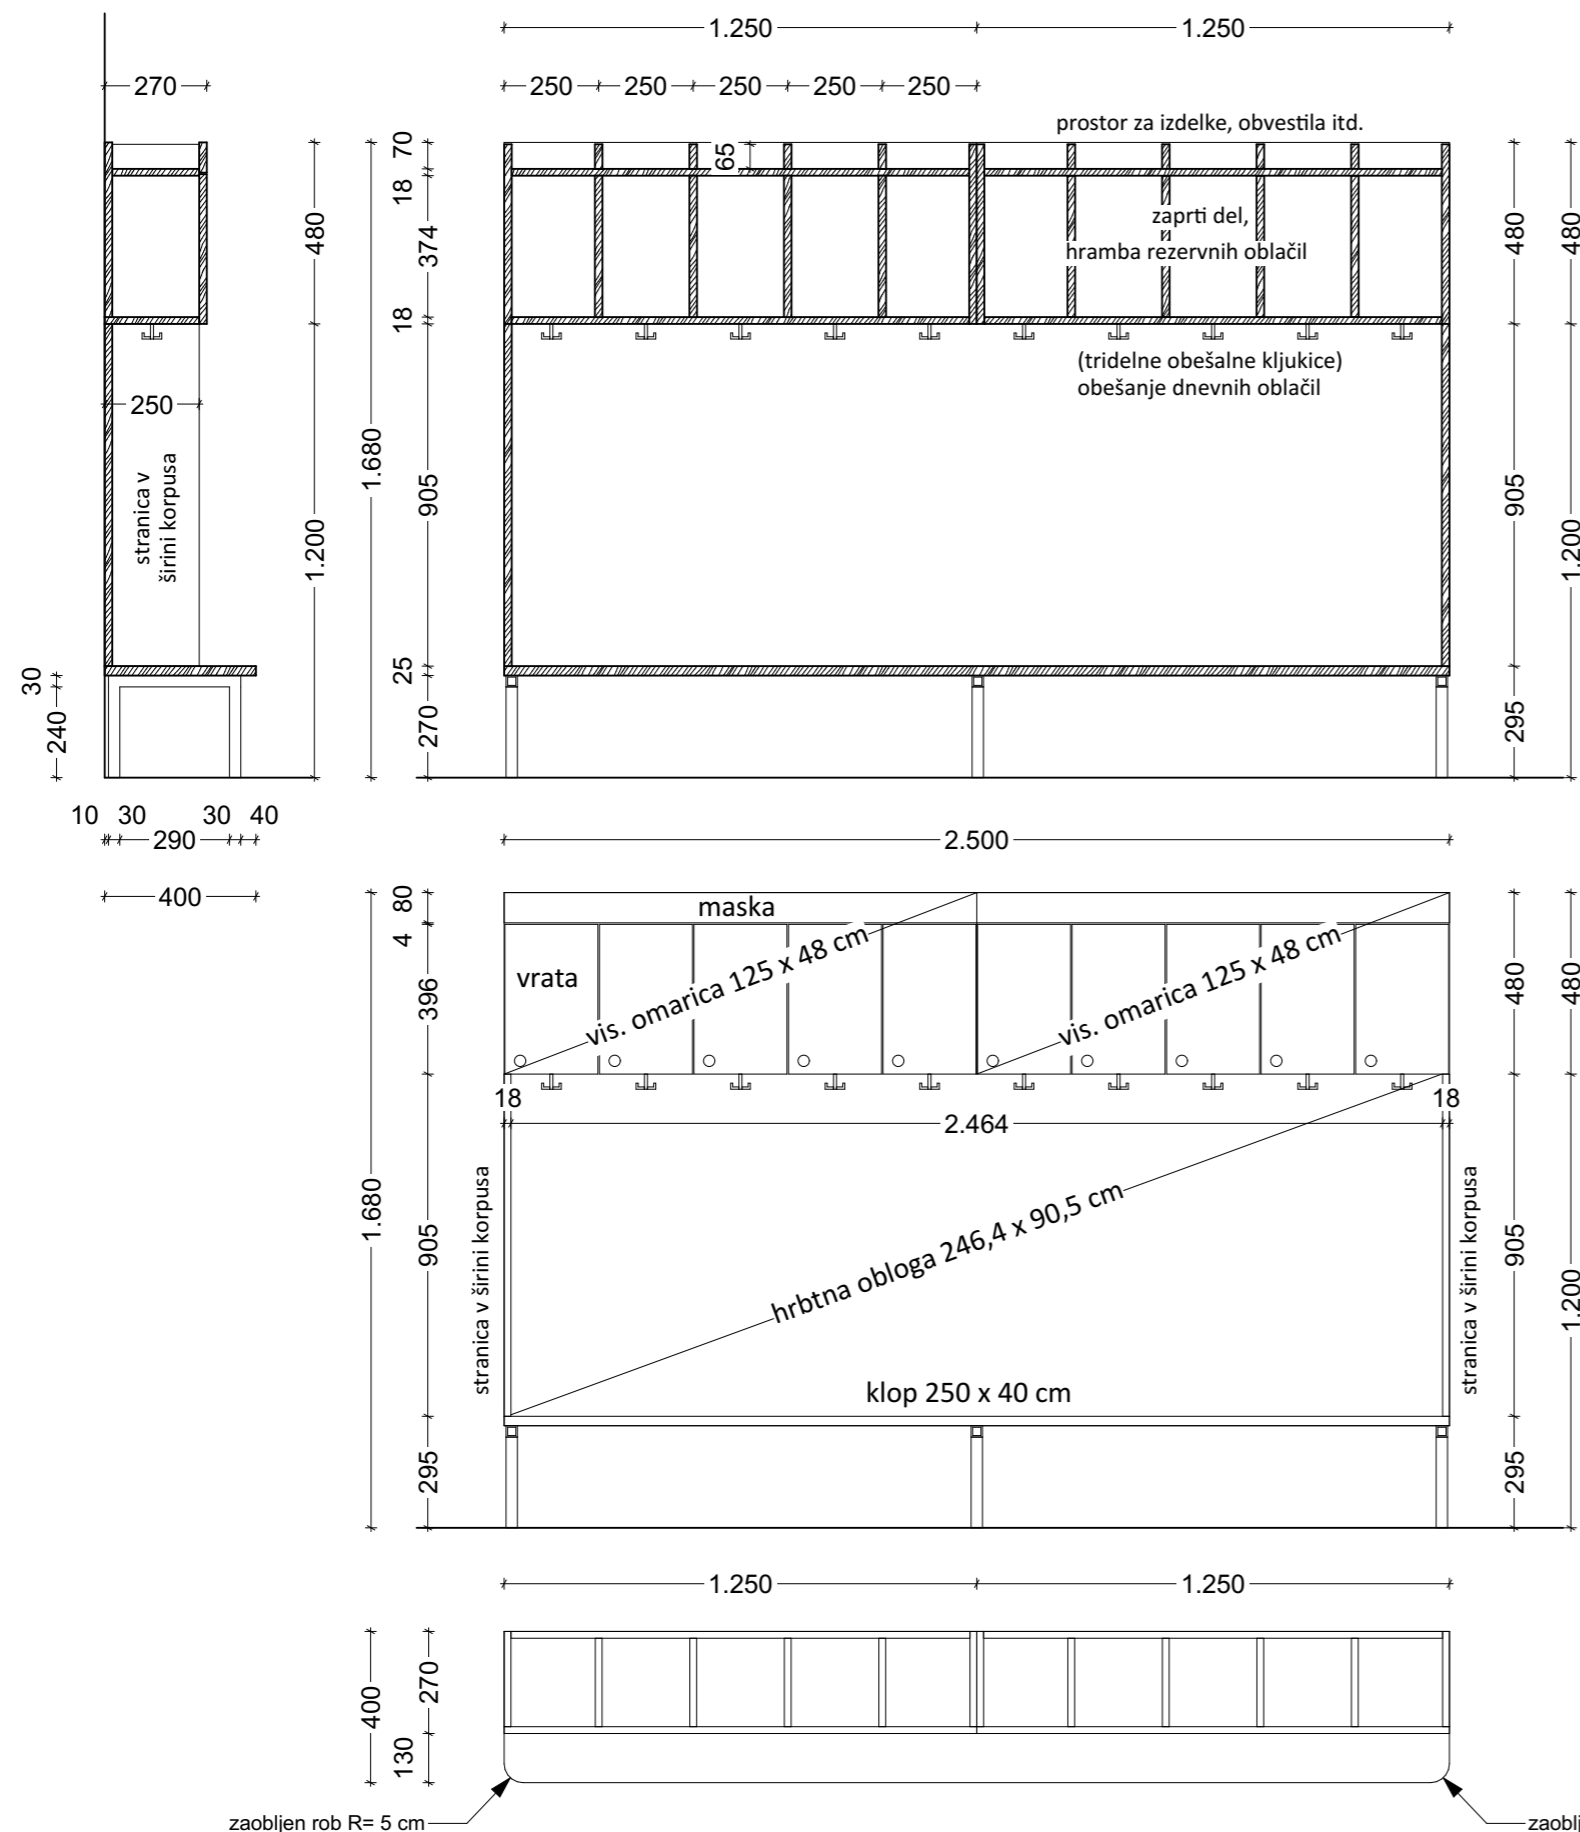 1.250 1.250
270 250 250 250 250 250
prostor za izdelke, obvestila itd.
70
65
18
480
374
zaprti del,
hramba rezervnih oblačil
480
480
18
(tridelne obešalne kljukice)
obešanje dnevnih oblačil
250
1.680
stranica v
širini korpusa
905
905
1.200
1.200
25
30
240
270
295
10 30 30 40
290
2.500
400
80
maska
4
vrata
vis. omarica 125 x 48 cm
vis. omarica 125 x 48 cm
396
480
480
18
18
2.464
1.680
stranica v širini korpusa
905
hrbtna obloga 246,4 x 90,5 cm
stranica v širini korpusa
905
1.200
klop 250 x 40 cm
295
295
1.250 1.250
400
270
130
zaobljen rob R= 5 cm
zaoblj